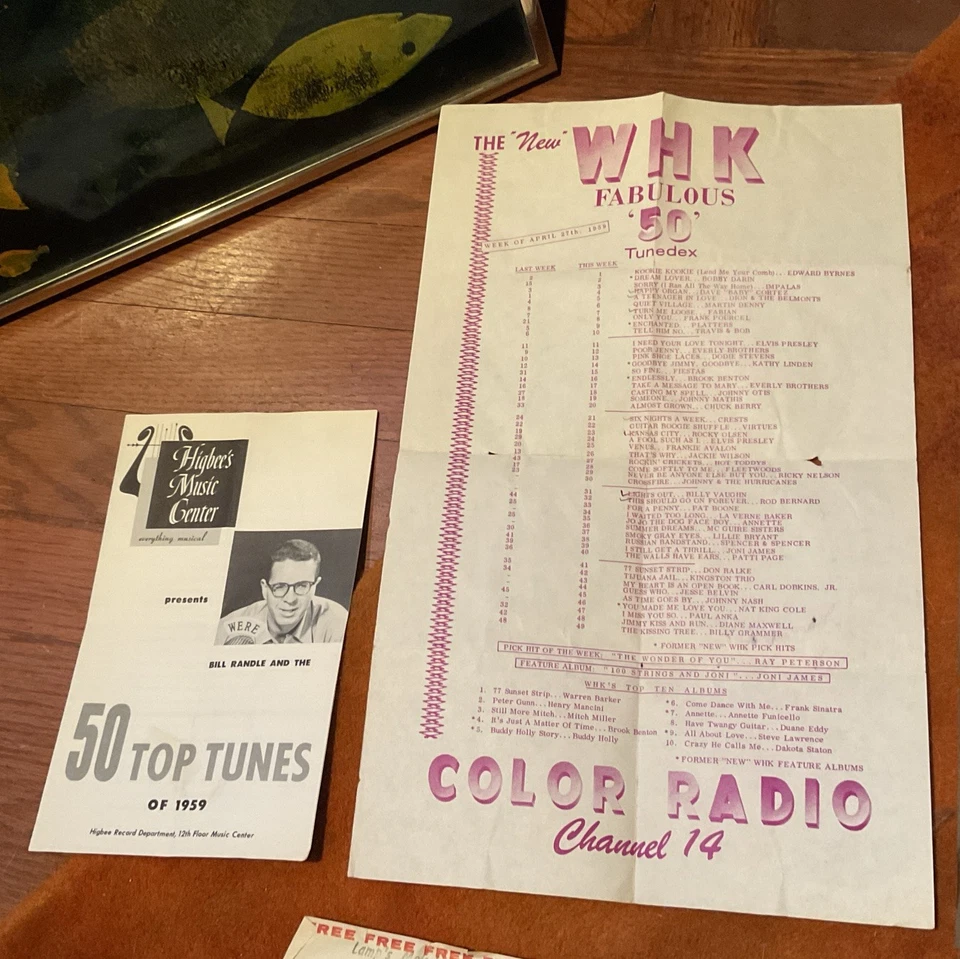 Higbee's
Music
Center
everything musical
presents
WERE
BILL RANDLE AND THE
50 TOP TUNES
OF 1959
Higbee Record Department, 12th Floor Music Center
THE "New" WHK
FABULOUS
'50'
Tunedex
WEEK OF APRIL 27th, 1959
LAST WEEK THIS WEEK
KOOKIE KOOKIE (Lend Me Your Comb)... EDWARD BYRNES
* DREAM LOVER... BOBBY DARIN
SORRY (I Ran All The Way Home)... IMPALAS
HAPPY ORGAN... DAVE "BABY" CORTEZ
A TEENAGER IN LOVE... DION & THE BELMONTS
QUIET VILLAGE... MARTIN DENNY
* TURN ME LOOSE... FABIAN
ONLY YOU... FRANK POURCEL
* ENCHANTED... PLATTERS
TELL HIM NO... TRAVIS & BOB
I NEED YOUR LOVE TONIGHT... ELVIS PRESLEY
POOR JENNY... EVERLY BROTHERS
PINK SHOE LACES... DODIE STEVENS
* GOODBYE JIMMY, GOODBYE... KATHY LINDEN
SO FINE... FIESTAS
* ENDLESSLY... BROOK BENTON
TAKE A MESSAGE TO MARY... EVERLY BROTHERS
CASTING MY SPELL... JOHNNY OTIS
SOMEONE... JOHNNY MATHIS
ALMOST GROWN... CHUCK BERRY
SIX NIGHTS A WEEK... CRESTS
GUITAR BOOGIE SHUFFLE... VIRTUES
KANSAS CITY... ROCKY OLSEN
A FOOL SUCH AS I... ELVIS PRESLEY
VENUS... FRANKIE AVALON
THAT'S WHY... JACKIE WILSON
ROCKIN' CRICKETS... HOT TODDYS
COME SOFTLY TO ME... FLEETWOODS
NEVER BE ANYONE ELSE BUT YOU... RICKY NELSON
CROSSFIRE... JOHNNY & THE HURRICANES
LIGHTS OUT... BILLY VAUGHN
THIS SHOULD GO ON FOREVER... ROD BERNARD
FOR A PENNY... PAT BOONE
I WAITED TOO LONG... LA VERNE BAKER
JO JO THE DOG FACE BOY... ANNETTE
SUMMER DREAMS... MC GUIRE SISTERS
SMOKY GRAY EYES... LILLIE BRYANT
RUSSIAN BANDSTAND... SPENCER & SPENCER
I STILL GET A THRILL... JONI JAMES
THE WALLS HAVE EARS... PATTI PAGE
77 SUNSET STRIP... DON RALKE
TIJUANA JAIL... KINGSTON TRIO
MY HEART IS AN OPEN BOOK... CARL DOBKINS, JR.
GUESS WHO... JESSE BELVIN
AS TIME GOES BY... JOHNNY NASH
* YOU MADE ME LOVE YOU... NAT KING COLE
I MISS YOU SO... PAUL ANKA
JIMMY KISS AND RUN... DIANE MAXWELL
THE KISSING TREE... BILLY GRAMMER
* FORMER "NEW" WHK PICK HITS
PICK HIT OF THE WEEK: "THE WONDER OF YOU"... RAY PETERSON
FEATURE ALBUM: "100 STRINGS AND JONI"... JONI JAMES
WHK'S TOP TEN ALBUMS
1. 77 Sunset Strip... Warren Barker
2. Peter Gunn... Henry Mancini
3. Still More Mitch... Mitch Miller
*4. It's Just A Matter Of Time... Brook Benton
*5. Buddy Holly Story... Buddy Holly
*6. Come Dance With Me... Frank Sinatra
*7. Annette... Annette Funicello
8. Have Twangy Guitar... Duane Eddy
*9. All About Love... Steve Lawrence
10. Crazy He Calls Me... Dakota Staton
*FORMER "NEW" WHK FEATURE ALBUMS
COLOR RADIO
Channel 14
REE FREE FREE